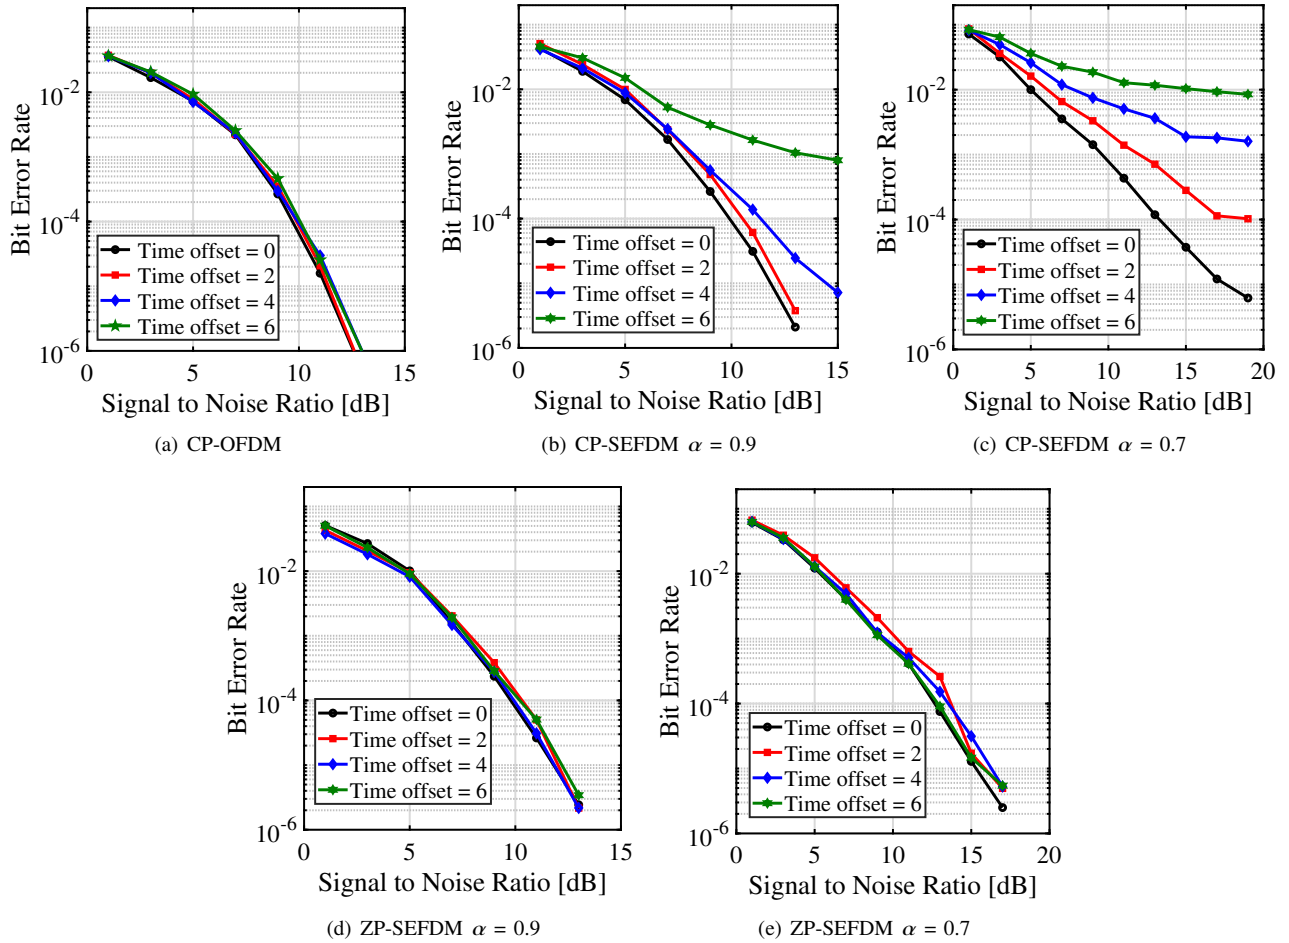 Bit Error Rate
10-2
10-4
10-6
Time offset = 0
Time offset = 2
Time offset = 4
Time offset = 6
0 5 10 15
Signal to Noise Ratio [dB]
(a) CP-OFDM
Bit Error Rate
10-2
10-4
10-6
Time offset = 0
Time offset = 2
Time offset = 4
Time offset = 6
0 5 10 15
Signal to Noise Ratio [dB]
(b) CP-SEFDM α = 0.9
Bit Error Rate
10-2
10-4
10-6
Time offset = 0
Time offset = 2
Time offset = 4
Time offset = 6
0 5 10 15 20
Signal to Noise Ratio [dB]
(c) CP-SEFDM α = 0.7
Bit Error Rate
10-2
10-4
10-6
Time offset = 0
Time offset = 2
Time offset = 4
Time offset = 6
0 5 10 15
Signal to Noise Ratio [dB]
(d) ZP-SEFDM α = 0.9
Bit Error Rate
10-2
10-4
10-6
Time offset = 0
Time offset = 2
Time offset = 4
Time offset = 6
0 5 10 15 20
Signal to Noise Ratio [dB]
(e) ZP-SEFDM α = 0.7